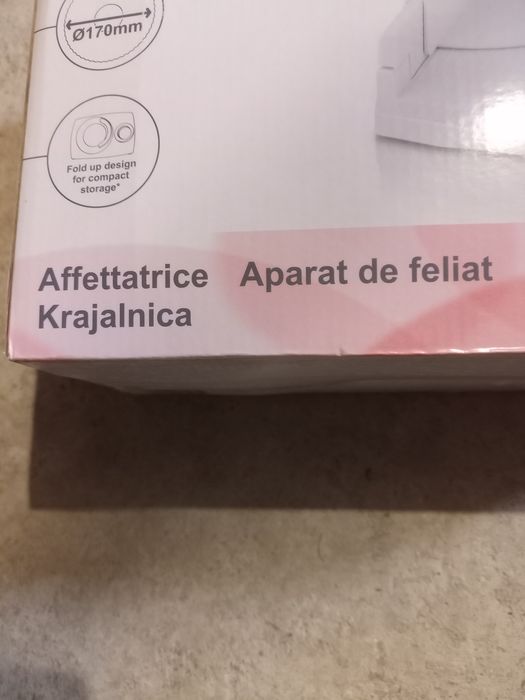 Ø170mm
Fold up design
for compact
storage*
Affettatrice Aparat de feliat
Krajalnica